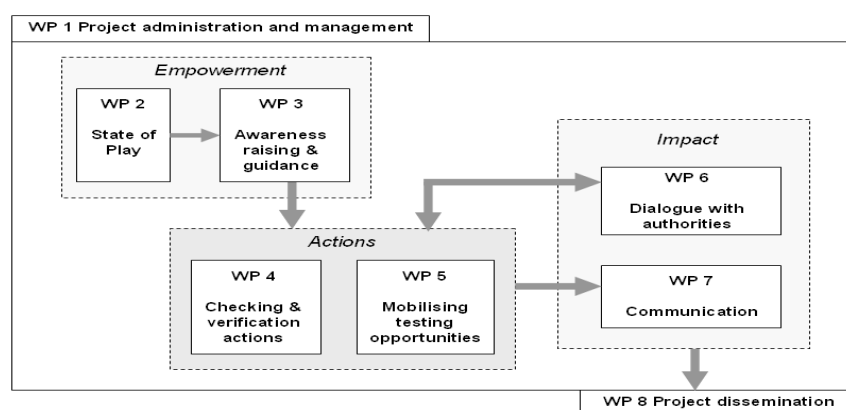 WP 1 Project administration and management
Empowerment
WP 2
State of
Play
WP 3
Awareness
raising &
guidance
Impact
WP 6
Dialogue with
authorities
Actions
WP 4
Checking &
verification
actions
WP 5
Mobilising
testing
opportunities
WP 7
Communication
WP 8 Project dissemination